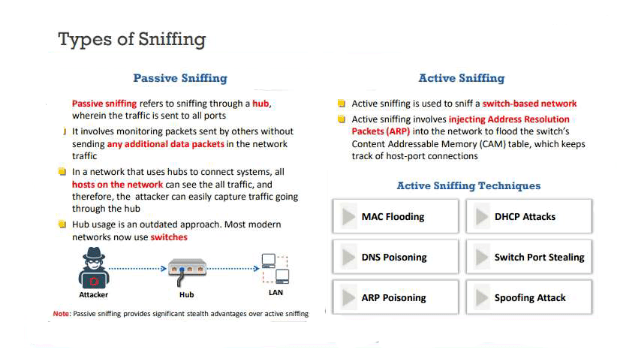 Types of Sniffing
Passive Sniffing
Passive sniffing refers to sniffing through a hub,
wherein the traffic is sent to all ports
It involves monitoring packets sent by others without
sending any additional data packets in the network
traffic
In a network that uses hubs to connect systems, all
hosts on the network can see the all traffic, and
therefore, the attacker can easily capture traffic going
through the hub
Hub usage is an outdated approach. Most modern
networks now use switches
Attacker
Hub
LAN
Note: Passive sniffing provides significant stealth advantages over active sniffing
Active Sniffing
Active sniffing is used to sniff a switch-based network
Active sniffing involves injecting Address Resolution
Packets (ARP) into the network to flood the switch's
Content Addressable Memory (CAM) table, which keeps
track of host-port connections
Active Sniffing Techniques
MAC Flooding
DHCP Attacks
DNS Poisoning
Switch Port Stealing
ARP Poisoning
Spoofing Attack